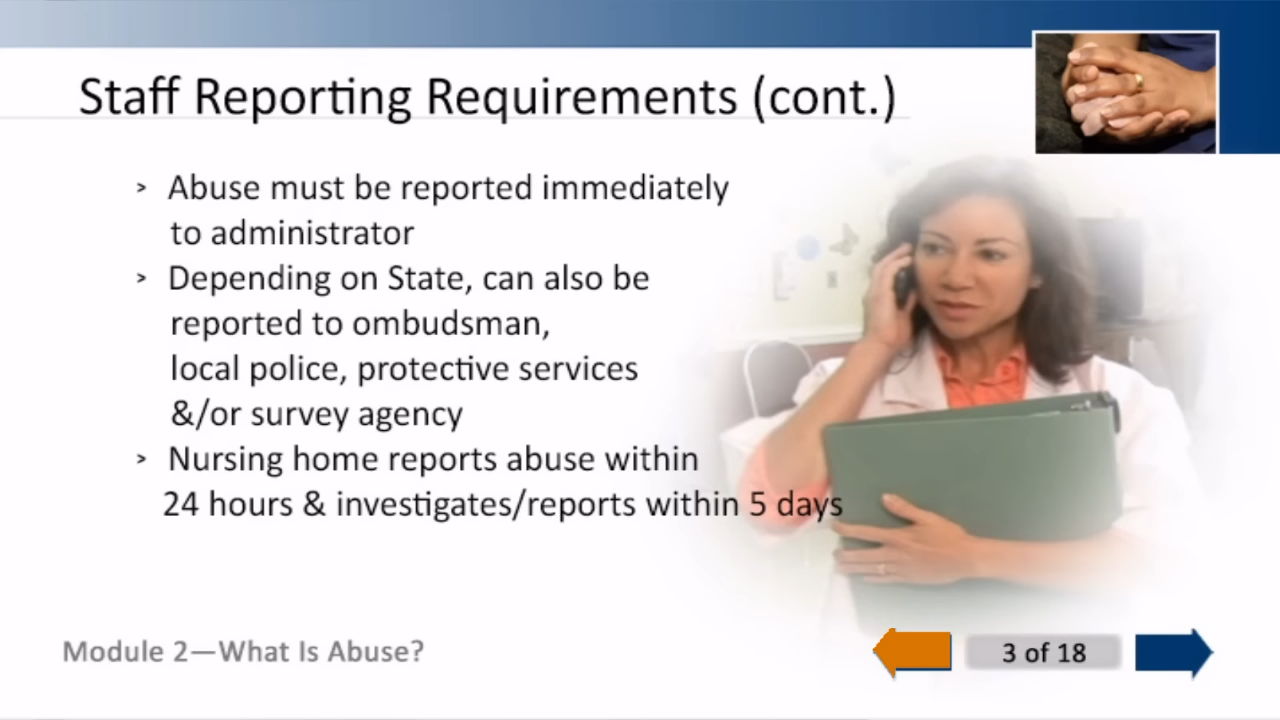 Staff Reporting Requirements (cont.)
> Abuse must be reported immediately
to administrator
> Depending on State, can also be
reported to ombudsman,
local police, protective services
&/or survey agency
> Nursing home reports abuse within
24 hours & investigates/reports within 5 days
Module 2—What Is Abuse?
3 of 18